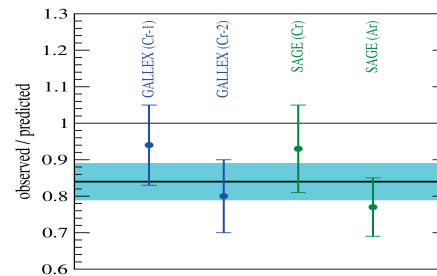 1.3
1.2
1.1
1
0.9
0.8
0.7
0.6
observed / predicted
GALLEX (Cr-1)
GALLEX (Cr-2)
SAGE (Cr)
SAGE (Ar)